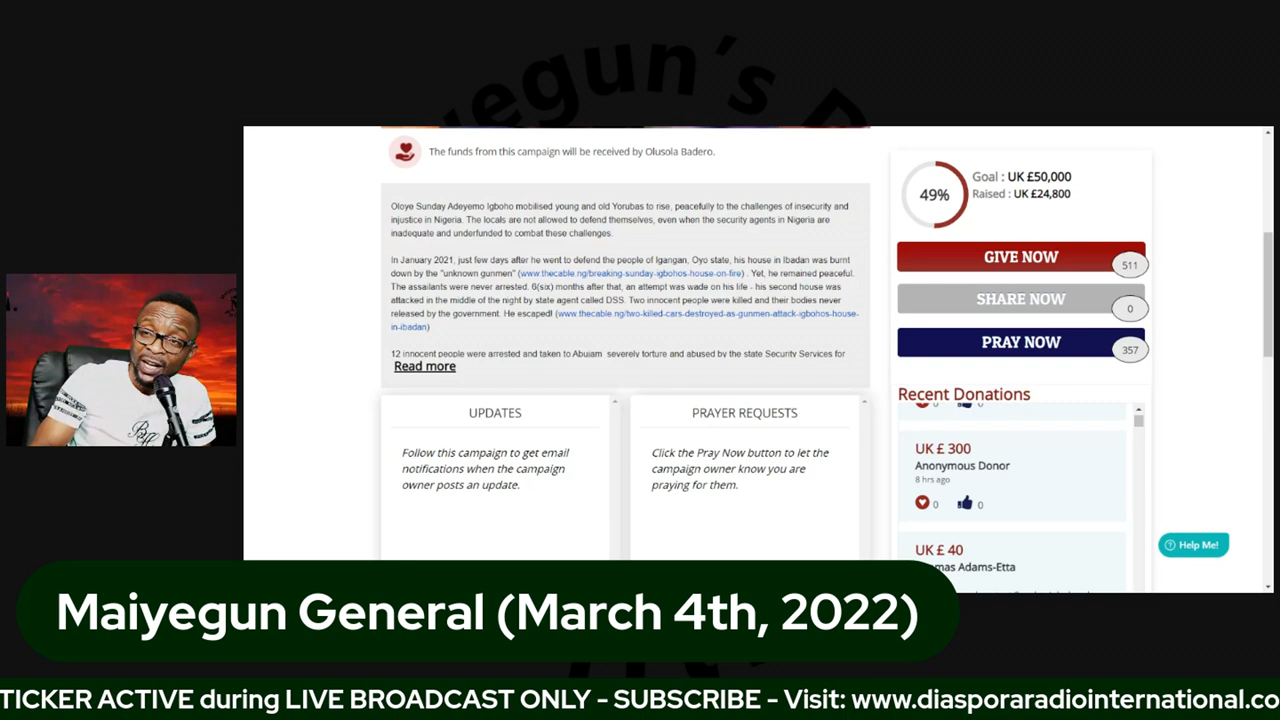 yegun's D
The funds from this campaign will be received by Olusola Badero.
Oloye Sunday Adeyemo Igboho mobilised young and old Yorubas to rise, peacefully to the challenges of insecurity and
injustice in Nigeria. The locals are not allowed to defend themselves, even when the security agents in Nigeria are
inadequate and underfunded to combat these challenges.
In January 2021, just few days after he went to defend the people of Igangan, Oyo state, his house in Ibadan was burnt
down by the "unknown gunmen" (www.thecable.ng/breaking-sunday-igbohos-house-on-fire) . Yet, he remained peaceful.
The assailants were never arrested. 6(six) months after that, an attempt was wade on his life - his second house was
attacked in the middle of the night by state agent called DSS. Two innocent people were killed and their bodies never
released by the government. He escaped! (www.thecable.ng/two-killed-cars-destroyed-as-gunmen-attack-igbohos-house-
in-ibadan)
12 innocent people were arrested and taken to Abujam severely torture and abused by the state Security Services for
Read more
UPDATES
Follow this campaign to get email
notifications when the campaign
owner posts an update.
PRAYER REQUESTS
Click the Pray Now button to let the
campaign owner know you are
praying for them.
49%
Goal : UK £50,000
Raised : UK £24,800
GIVE NOW
511
SHARE NOW
0
PRAY NOW
357
Recent Donations
0 0
UK £ 300
Anonymous Donor
8 hrs ago
0 0
UK £ 40
mas Adams-Etta
Help Me!
Maiyegun General (March 4th, 2022)
TICKER ACTIVE during LIVE BROADCAST ONLY - SUBSCRIBE - Visit: www.diasporaradiointernational.co